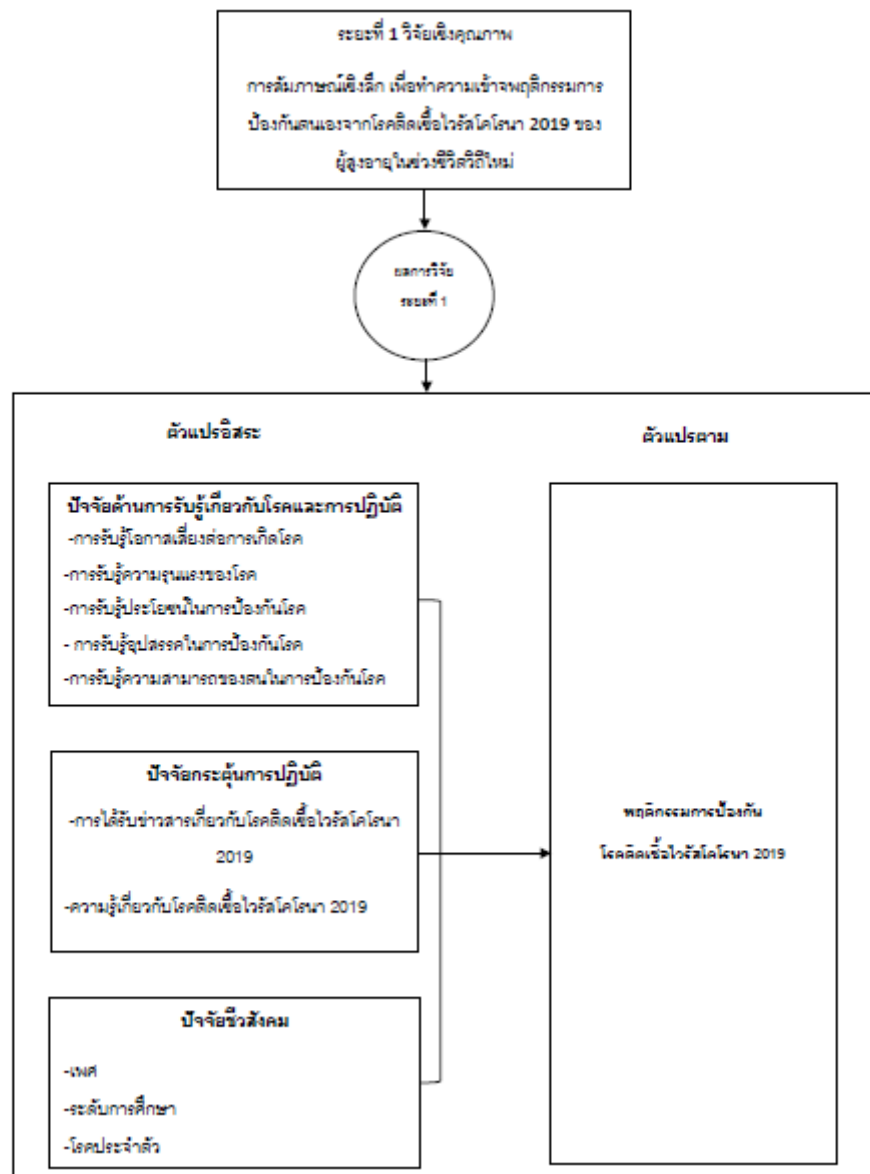 ระยะที่ 1 วิจัยเชิงคุณภาพ
การสัมภาษณ์เชิงลึก เพื่อทำความเข้าใจพฤติกรรมการ
ป้องกันตนเองจากโรคติดเชื้อไวรัสโคโรนา 2019 ของ
ผู้สูงอายุในช่วงชีวิตวิถีใหม่
ผลการวิจัย
ระยะที่ 1
ตัวแปรอิสระ
ตัวแปรตาม
ปัจจัยด้านการรับรู้เกี่ยวกับโรคและการปฏิบัติ
-การรับรู้โอกาสเสี่ยงต่อการเกิดโรค
-การรับรู้ความรุนแรงของโรค
-การรับรู้ประโยชน์ในการป้องกันโรค
- การรับรู้อุปสรรคในการป้องกันโรค
-การรับรู้ความสามารถของตนในการป้องกันโรค
ปัจจัยกระตุ้นการปฏิบัติ
-การได้รับข่าวสารเกี่ยวกับโรคติดเชื้อไวรัสโคโรนา
2019
-ความรู้เกี่ยวกับโรคติดเชื้อไวรัสโคโรนา 2019
พฤติกรรมการป้องกัน
โรคติดเชื้อไวรัสโคโรนา 2019
ปัจจัยชีวสังคม
-เพศ
-ระดับการศึกษา
-โรคประจำตัว